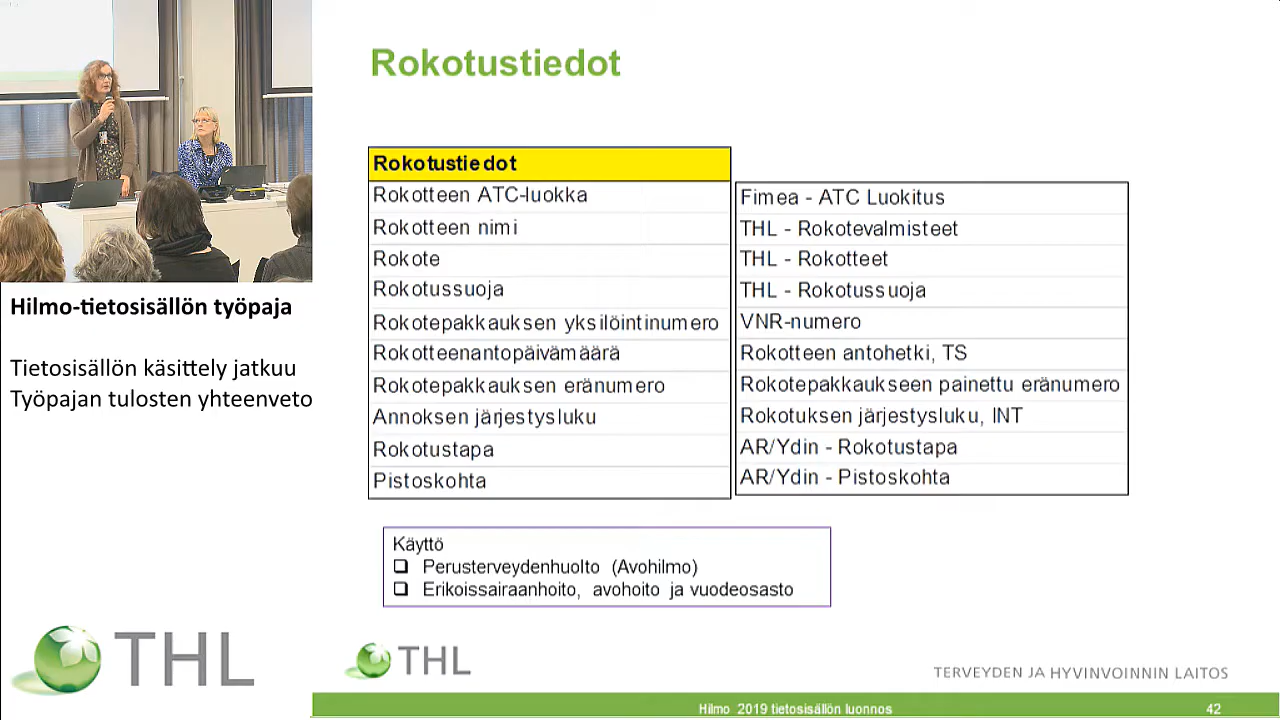 Rokotustiedot
Rokotustiedot
Rokotteen ATC-luokka
Fimea - ATC Luokitus
Rokotteen nimi
THL - Rokotevalmisteet
Rokote
THL - Rokotteet
Rokotussuoja
THL - Rokotussuoja
Rokotepakkauksen yksilöintinumero
VNR-numero
Rokotteenantopäivämäärä
Rokotteen antohetki, TS
Rokotepakkauksen eränumero
Rokotepakkaukseen painettu eränumero
Annoksen järjestysluku
Rokotuksen järjestysluku, INT
Rokotustapa
AR/Ydin - Rokotustapa
Pistoskohta
AR/Ydin - Pistoskohta
Käyttö
Perusterveydenhuolto (Avohilmo)
Erikoissairaanhoito, avohoito ja vuodeosasto
Hilmo-tietosisällön työpaja
Tietosisällön käsittely jatkuu
Työpajan tulosten yhteenveto
THL
THL
TERVEYDEN JA HYVINVOINNIN LAITOS
Hilmo 2019 tietosisällön luonnos
42